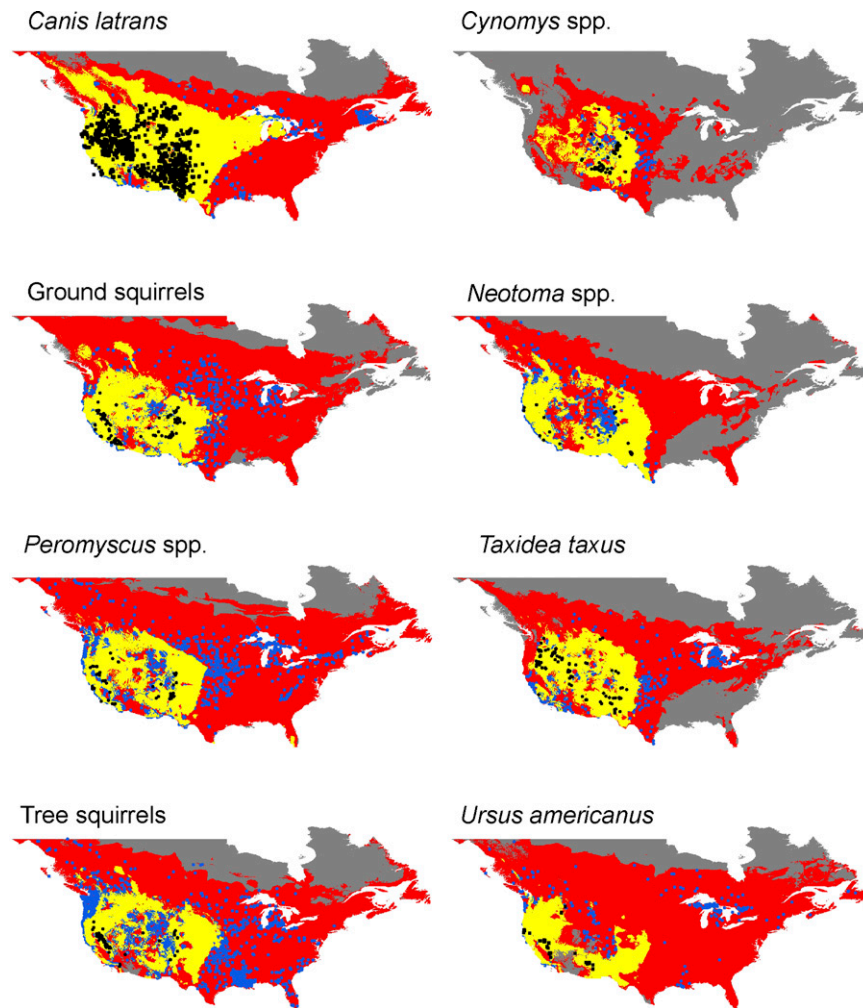 Canis latrans
Cynomys spp.
Ground squirrels
Neotoma spp.
Peromyscus spp.
Taxidea taxus
Tree squirrels
Ursus americanus